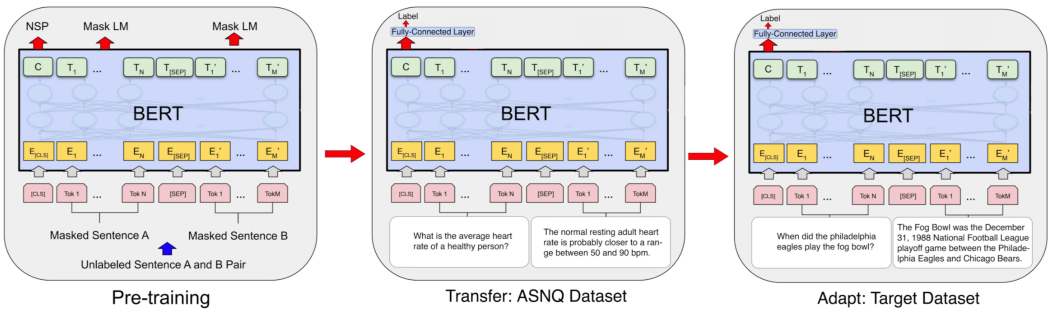 NSP Mask LM Mask LM
C T1 ... TN T[SEP] T1' ... TM'
BERT
E[CLS] E1 ... EN E[SEP] E1' ... EM'
[CLS] Tok 1 ... Tok N [SEP] Tok 1 ... TokM
Masked Sentence A Masked Sentence B
Unlabeled Sentence A and B Pair
Pre-training
Label
Fully-Connected Layer
C T1 ... TN T[SEP] T1' ... TM'
BERT
E[CLS] E1 ... EN E[SEP] E1' ... EM'
[CLS] Tok 1 ... Tok N [SEP] Tok 1 ... TokM
What is the average heart
rate of a healthy person?
The normal resting adult heart
rate is probably closer to a ran-
ge between 50 and 90 bpm.
Transfer: ASNQ Dataset
Label
Fully-Connected Layer
C T1 ... TN T[SEP] T1' ... TM'
BERT
E[CLS] E1 ... EN E[SEP] E1' ... EM'
[CLS] Tok 1 ... Tok N [SEP] Tok 1 ... TokM
When did the philadelphia
eagles play the fog bowl?
The Fog Bowl was the December
31, 1988 National Football League
playoff game between the Philade-
lphia Eagles and Chicago Bears.
Adapt: Target Dataset